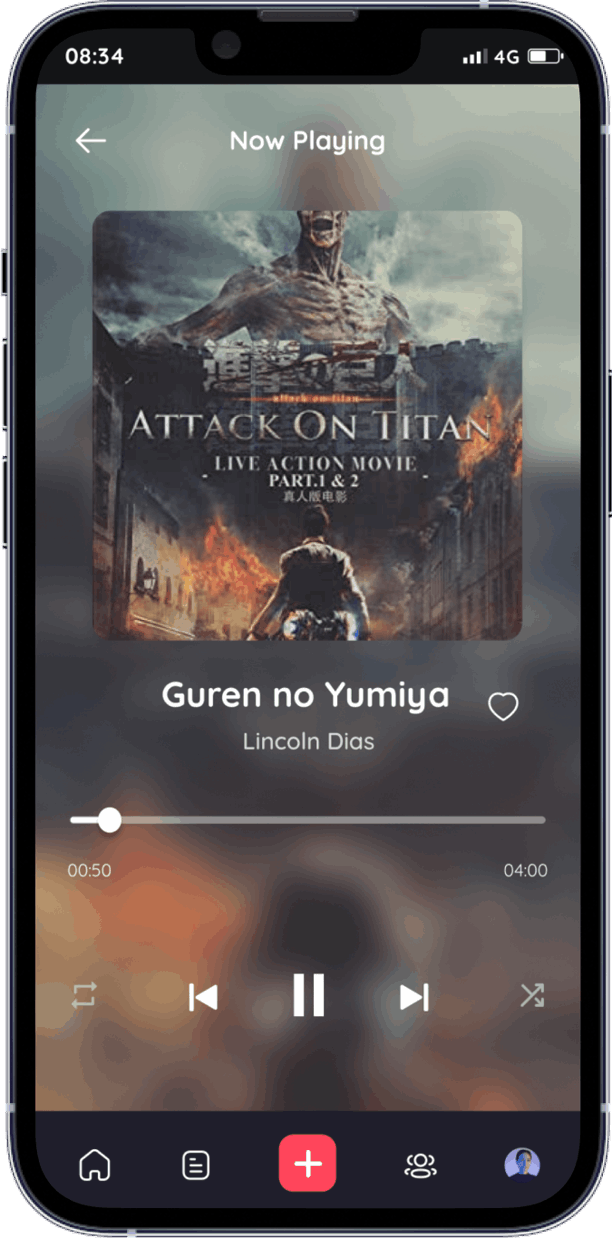 08:34
4G
Now Playing
進撃の巨人
attack on titan
ATTACK ON TITAN
- LIVE ACTION MOVIE -
PART.1 & 2
真人版电影
Guren no Yumiya
Lincoln Dias
00:50
04:00